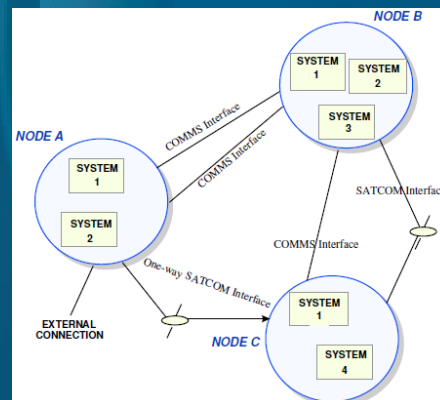 NODE B
SYSTEM
1
SYSTEM
2
SYSTEM
3
COMMS Interface
COMMS Interface
NODE A
SYSTEM
1
SYSTEM
2
SATCOM Interface
COMMS Interface
One-way SATCOM Interface
EXTERNAL
CONNECTION
NODE C
SYSTEM
1
SYSTEM
4